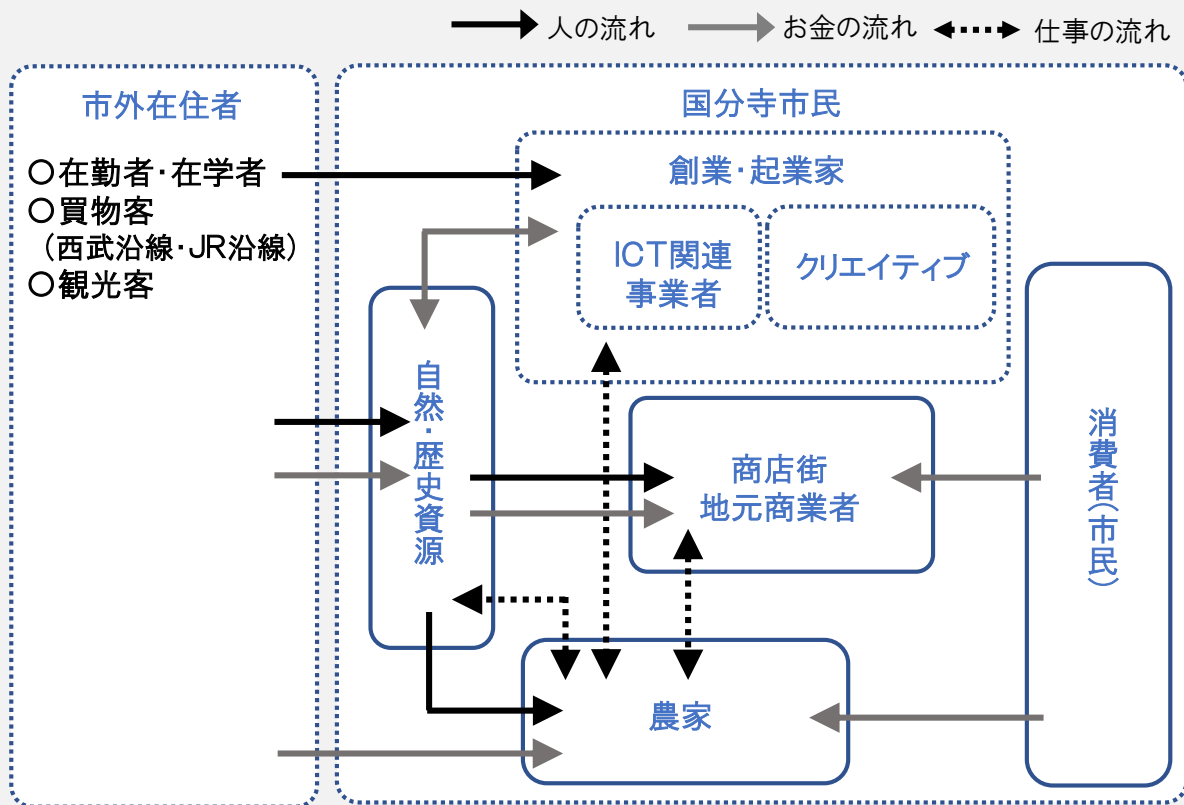 人の流れ
お金の流れ
仕事の流れ
市外在住者
国分寺市民
○在勤者・在学者
○買物客
（西武沿線・JR沿線）
○観光客
創業・起業家
ICT関連
事業者
クリエイティブ
自然・歴史資源
商店街
地元商業者
消費者（市民）
農家